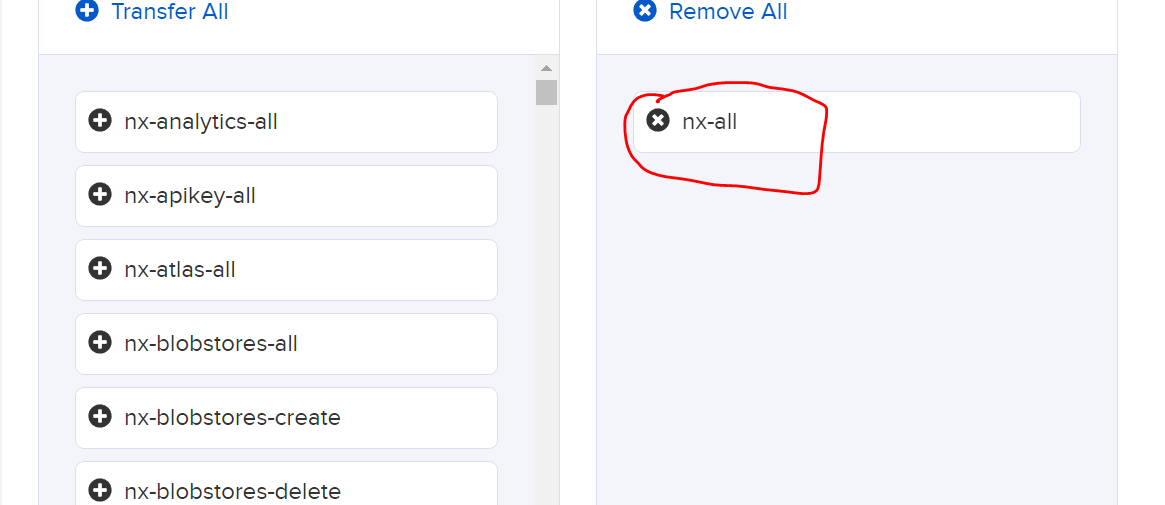 Transfer All
nx-analytics-all
nx-apikey-all
nx-atlas-all
nx-blobstores-all
nx-blobstores-create
nx-blobstores-delete
Remove All
nx-all